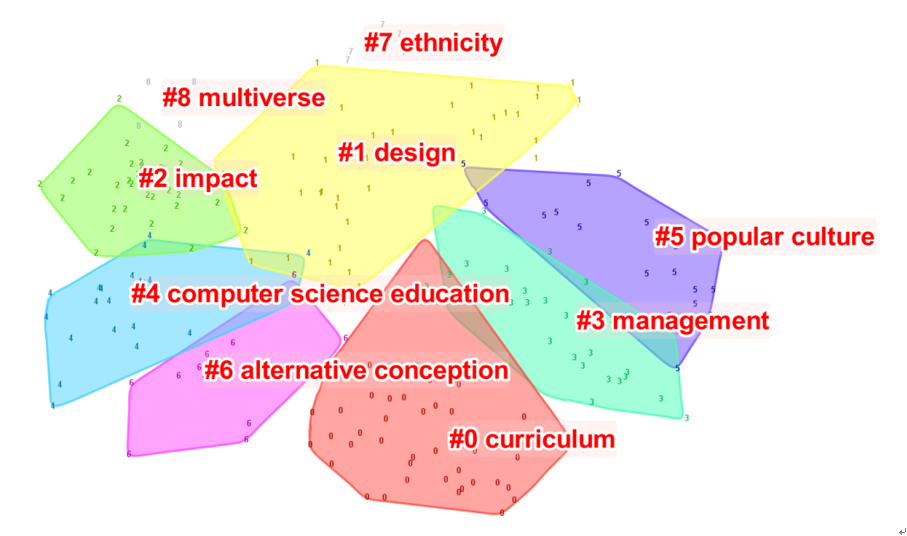 #7 ethnicity
#8 multiverse
#1 design
#2 impact
#5 popular culture
#4 computer science education
#3 management
#6 alternative conception
#0 curriculum